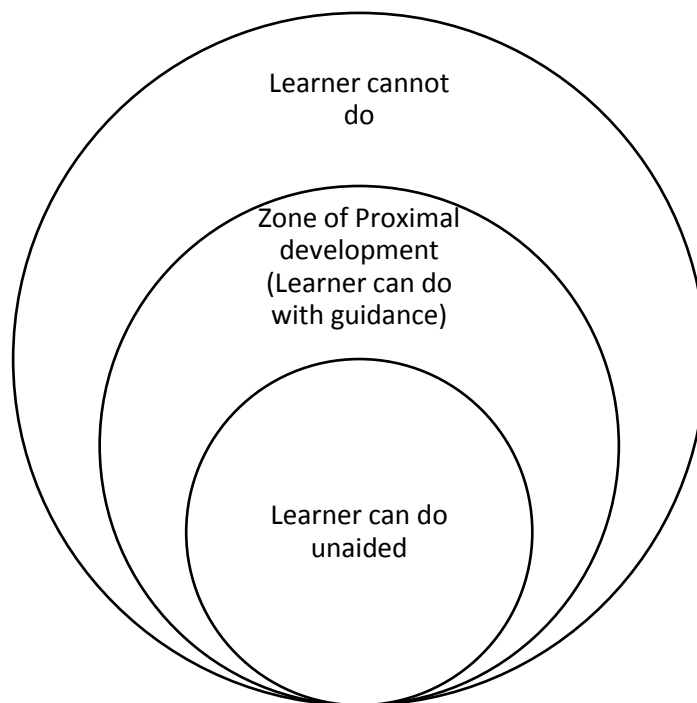 Learner cannot
do
Zone of Proximal
development
(Learner can do
with guidance)
Learner can do
unaided